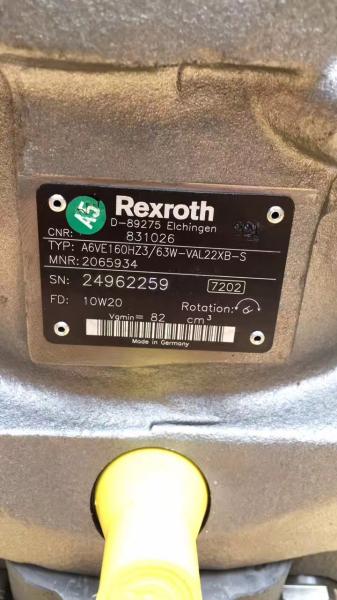 A5
Rexroth
D-89275 Elchingen
CNR: 831026
TYP: A6VE160HZ3/63W-VAL22XB-S
MNR: 2065934
SN: 24962259 7202
FD: 10W20 Rotation:
Vgmin= 82 cm³
Made in Germany